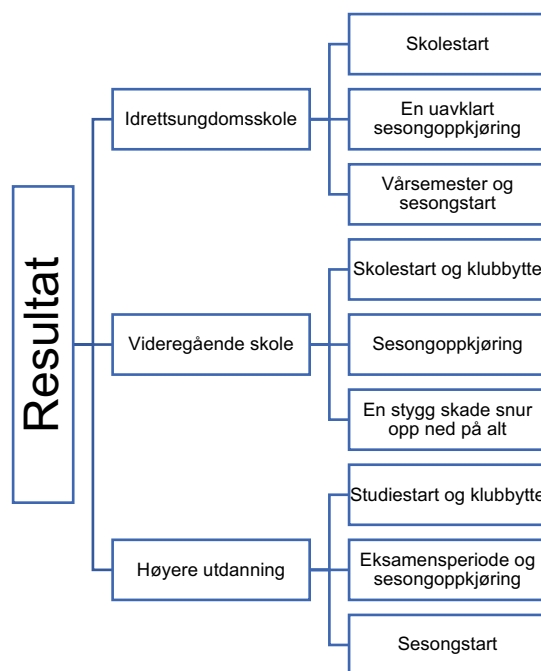 Resultat
Idrettsungdomsskole
Skolestart
En uavklart
sesongoppkjøring
Vårsemester og
sesongstart
Videregående skole
Skolestart og klubbytte
Sesongoppkjøring
En stygg skade snur
opp ned på alt
Høyere utdanning
Studiestart og klubbytte
Eksamensperiode og
sesongoppkjøring
Sesongstart